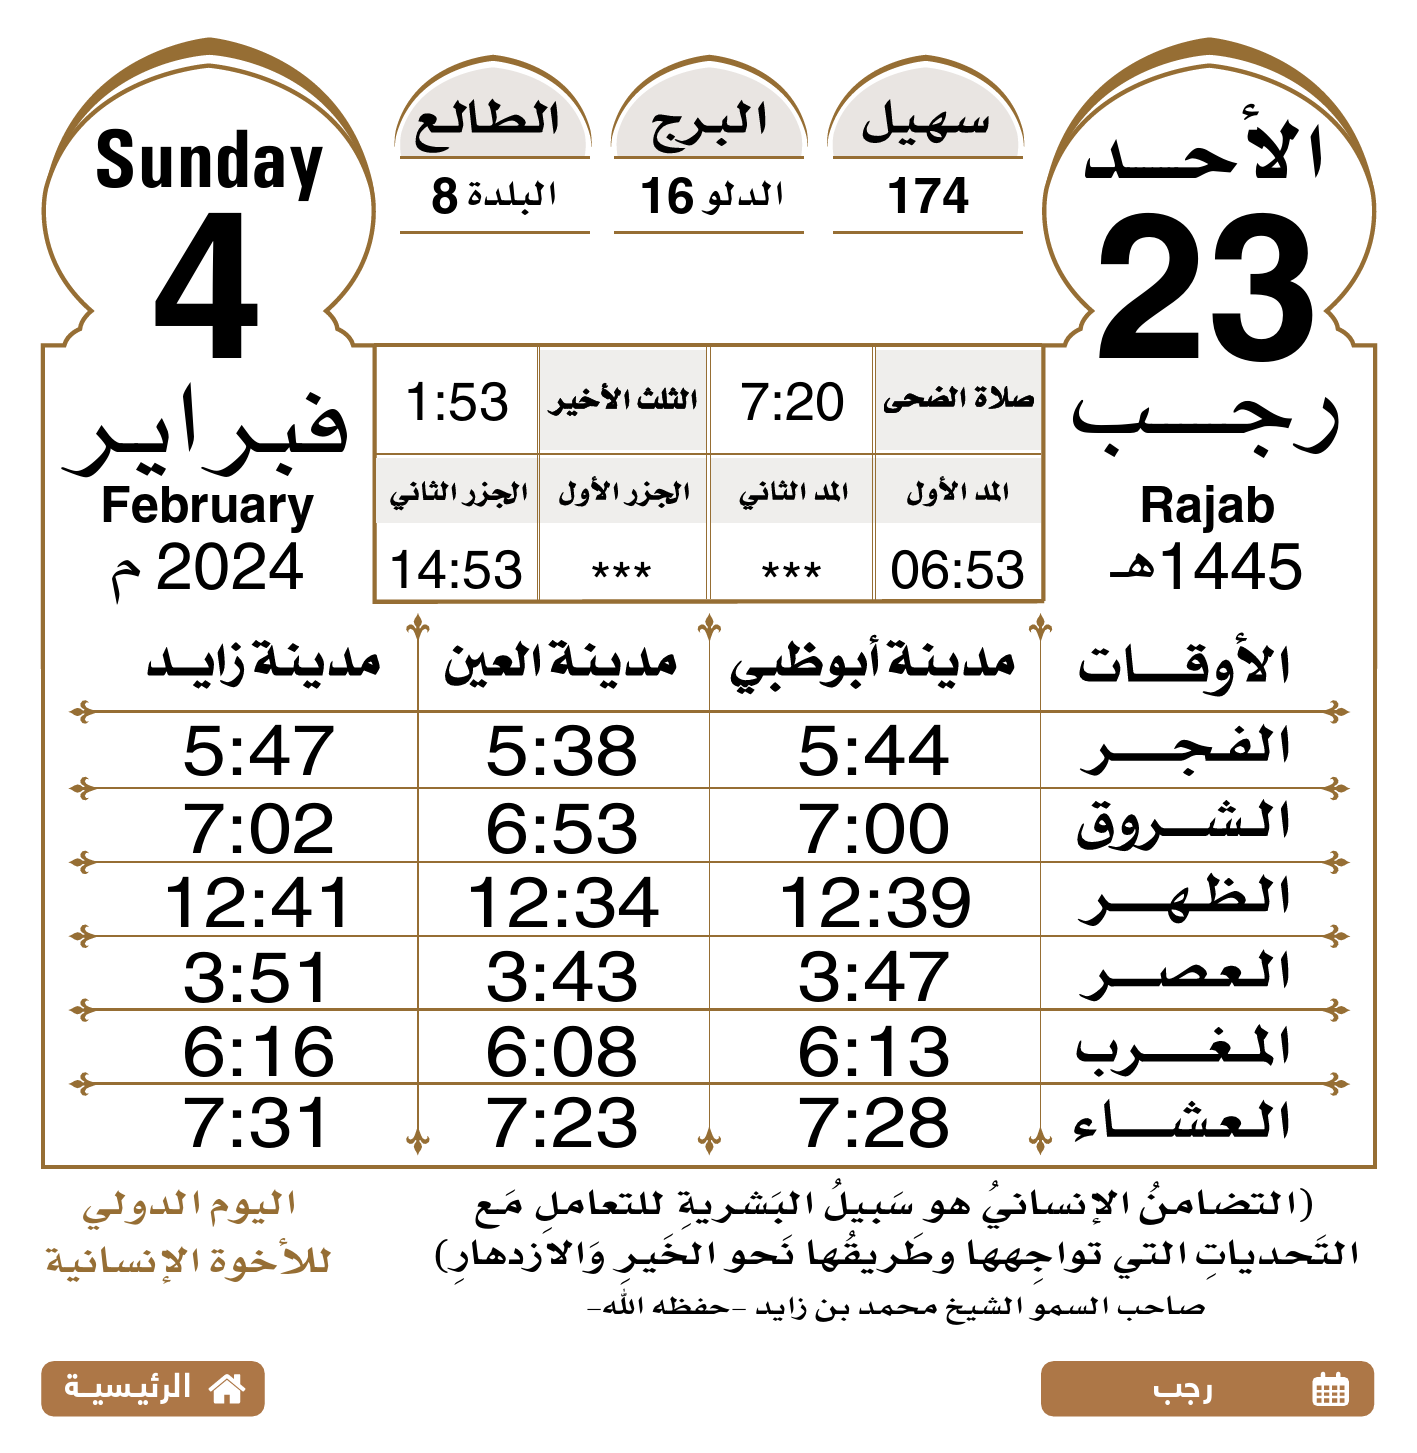 الأحد
23
رجب
Rajab
1445هـ
سهيل
174
البرج
الدلو 16
الطالع
البلدة 8
Sunday
4
فبراير
February
2024 م
صلاة الضحى 7:20 الثلث الأخير 1:53
المد الأول المد الثاني الجزر الأول الجزر الثاني
06:53 *** *** 14:53
الأوقات مدينة أبوظبي مدينة العين مدينة زايد
الفجر 5:44 5:38 5:47
الشروق 7:00 6:53 7:02
الظهر 12:39 12:34 12:41
العصر 3:47 3:43 3:51
المغرب 6:13 6:08 6:16
العشاء 7:28 7:23 7:31
(التضامنُ الإنسانيُ هو سَبيلُ البَشريةِ للتعاملِ مَع
التَحدياتِ التي تواجِهها وطَريقُها نَحو الخَيرِ وَالازدهارِ)
صاحب السمو الشيخ محمد بن زايد -حفظه الله-
اليوم الدولي
للأخوة الإنسانية
رجب
الرئيسية